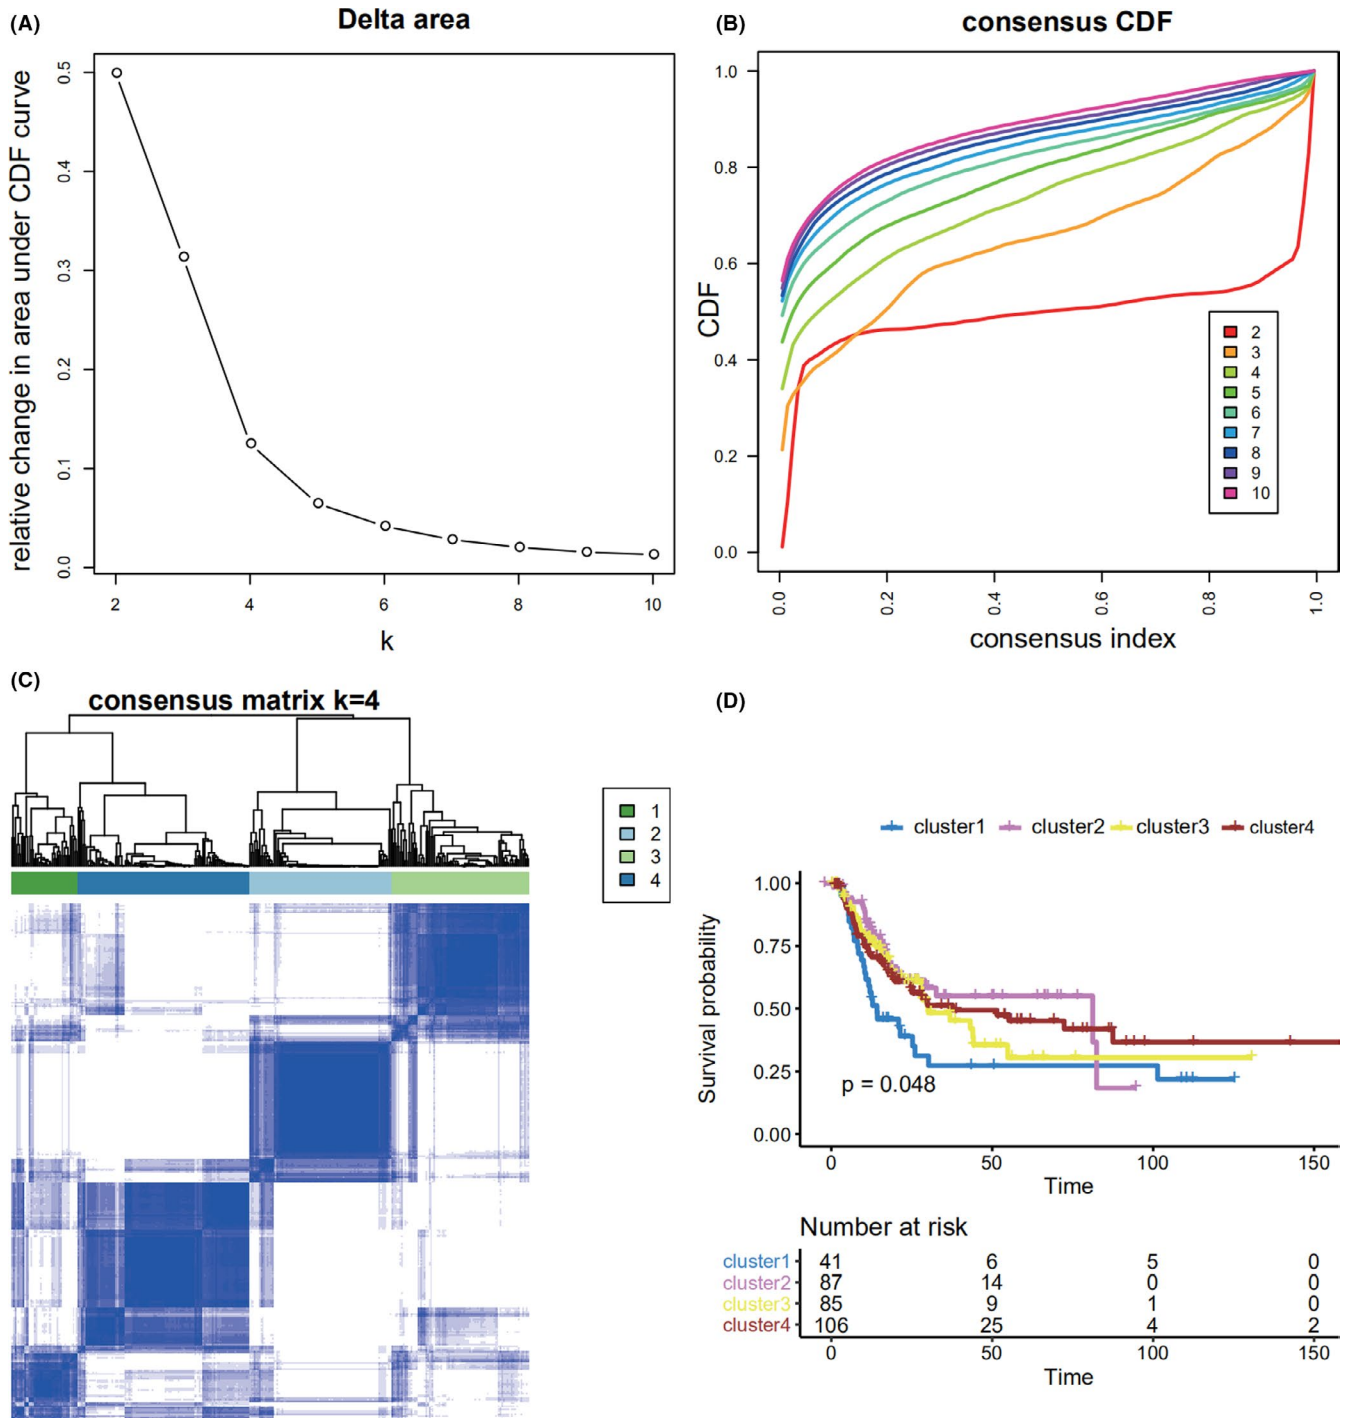 (A)
Delta area
relative change in area under CDF curve
0.5
0.4
0.3
0.2
0.1
0.0
2 4 6 8 10
k
(B)
consensus CDF
CDF
1.0
0.8
0.6
0.4
0.2
0.0
2
3
4
5
6
7
8
9
10
0.0 0.2 0.4 0.6 0.8 1.0
consensus index
(C)
consensus matrix k=4
1
2
3
4
(D)
cluster1 cluster2 cluster3 cluster4
Survival probability
1.00
0.75
0.50
0.25
0.00
p = 0.048
0 50 100 150
Time
Number at risk
cluster1 41 6 5 0
cluster2 87 14 0 0
cluster3 85 9 1 0
cluster4 106 25 4 2
0 50 100 150
Time